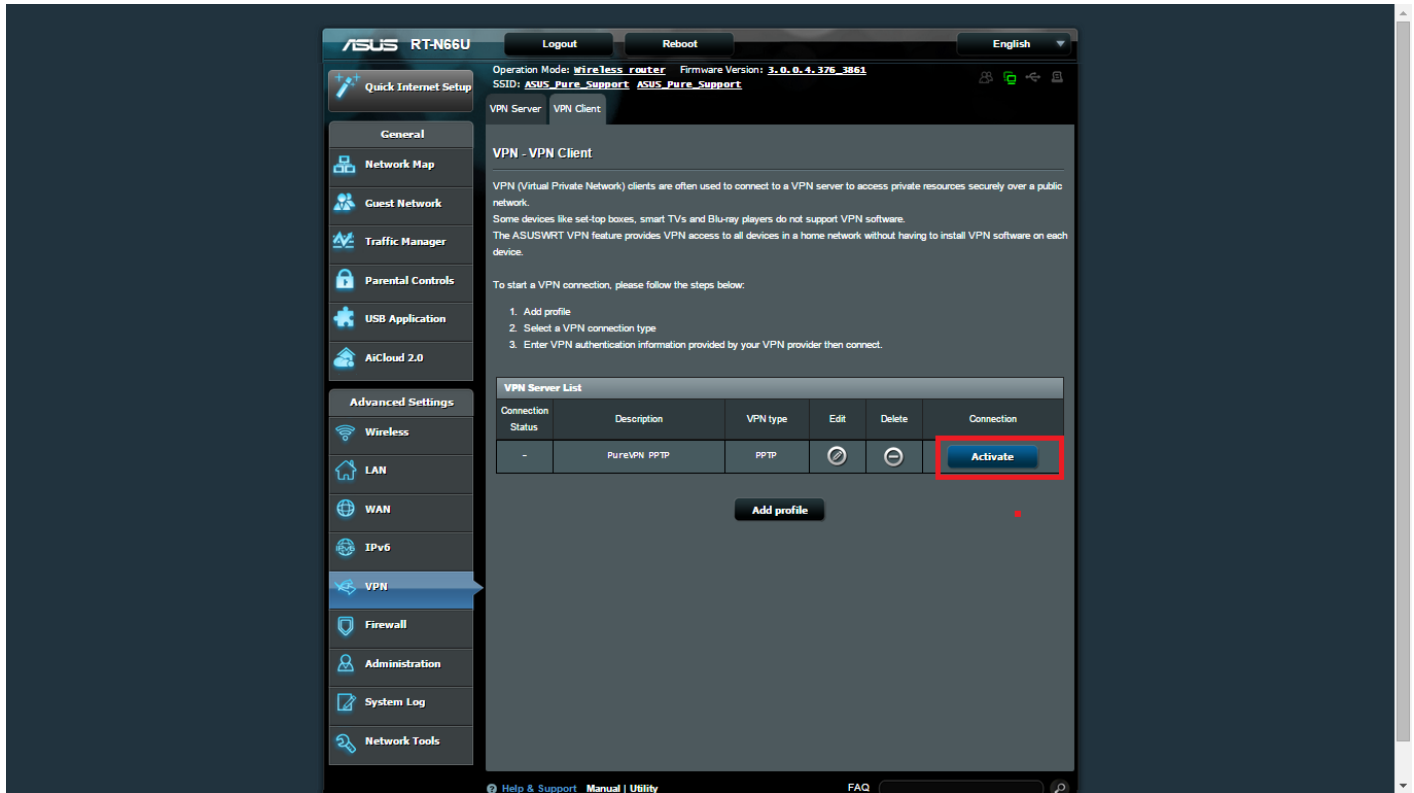 ASUS RT-N66U Logout Reboot English
Quick Internet Setup
Operation Mode: Wireless router Firmware Version: 3.0.0.4.376_3861
SSID: ASUS_Pure_Support ASUS_Pure_Support
VPN Server VPN Client
General
Network Map
Guest Network
Traffic Manager
Parental Controls
USB Application
AiCloud 2.0
Advanced Settings
Wireless
LAN
WAN
IPv6
VPN
Firewall
Administration
System Log
Network Tools
VPN - VPN Client
VPN (Virtual Private Network) clients are often used to connect to a VPN server to access private resources securely over a public
network.
Some devices like set-top boxes, smart TVs and Blu-ray players do not support VPN software.
The ASUSWRT VPN feature provides VPN access to all devices in a home network without having to install VPN software on each
device.
To start a VPN connection, please follow the steps below:
1. Add profile
2. Select a VPN connection type
3. Enter VPN authentication information provided by your VPN provider then connect.
VPN Server List
Connection Status Description VPN type Edit Delete Connection
- PureVPN PPTP PPTP Activate
Add profile
Help & Support Manual | Utility FAQ